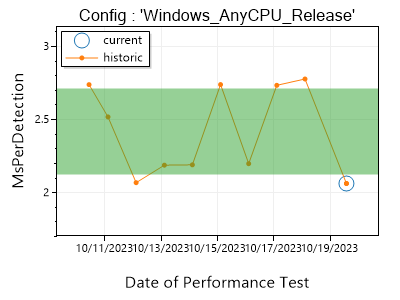 Config : 'Windows_AnyCPU_Release'
current
historic
MsPerDetection
3
2.5
2
10/11/2023
10/13/2023
10/15/2023
10/17/2023
10/19/2023
Date of Performance Test